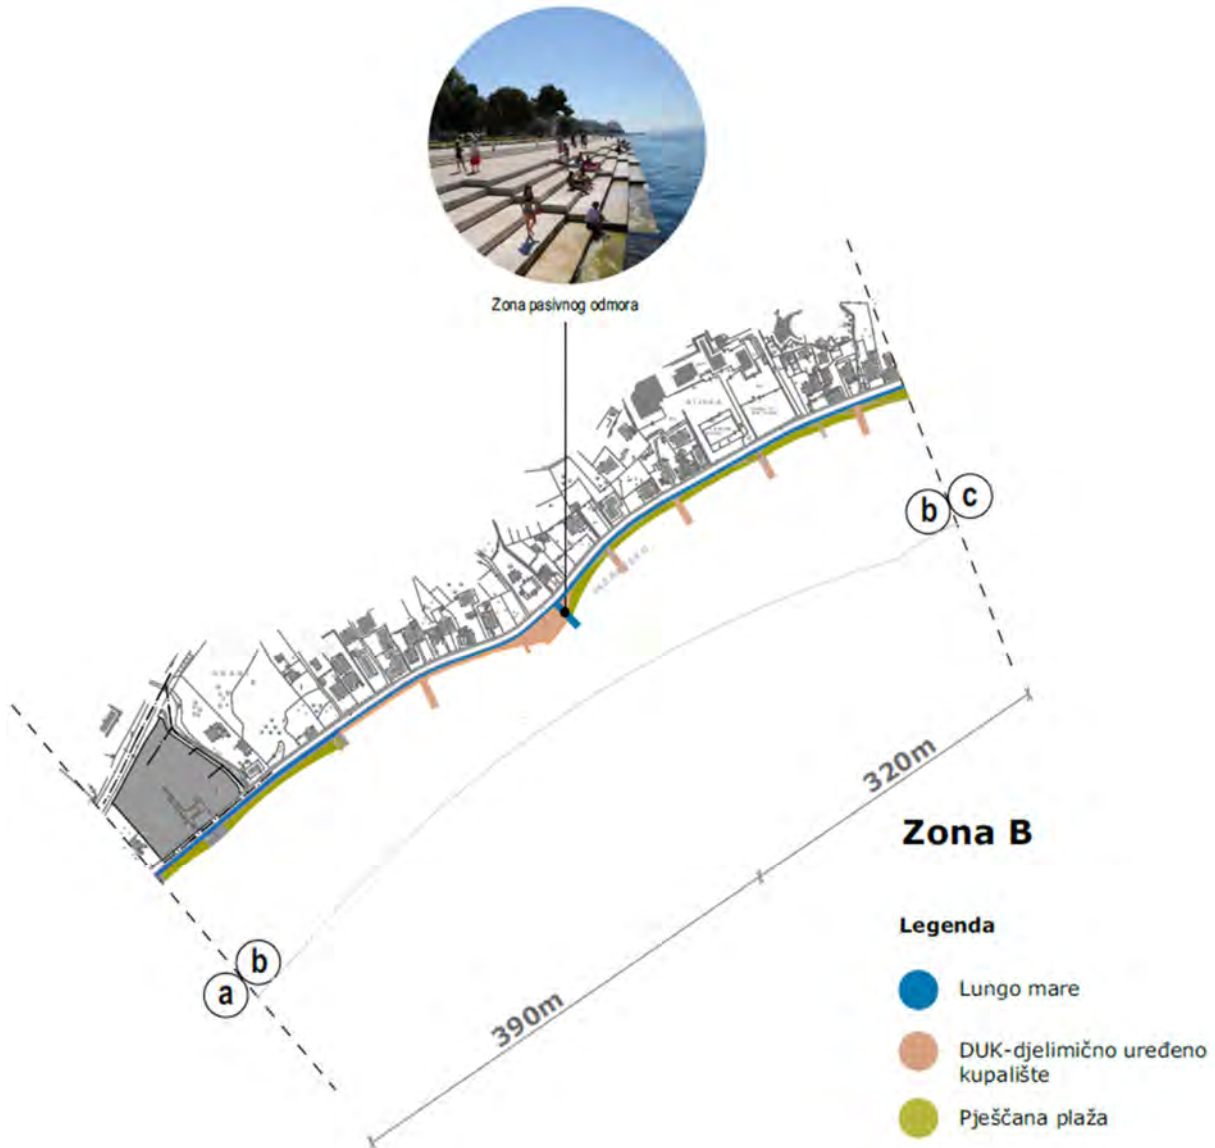 Zona pasivnog odmora
b
c
320m
Zona B
Legenda
b
a
Lungo mare
390m
DUK-djelimično uređeno
kupalište
Pješčana plaža